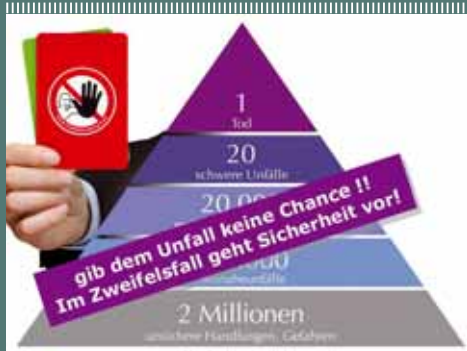 1
Tod
20
schwere Unfälle
gib dem Unfall keine Chance !!
Im Zweifelsfall geht Sicherheit vor!
2 Millionen
unsichere Handlungen, Gefahren